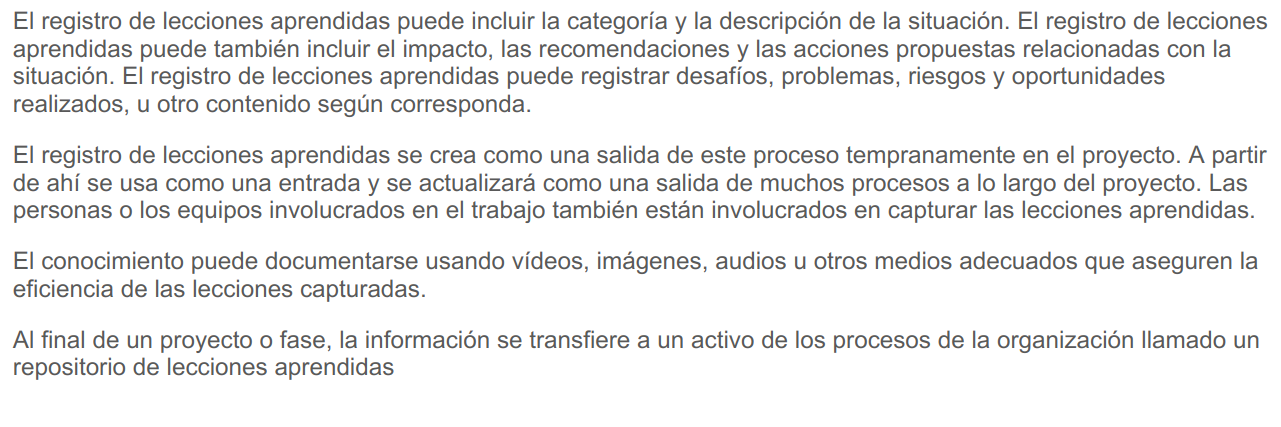 El registro de lecciones aprendidas puede incluir la categoría y la descripción de la situación. El registro de lecciones
aprendidas puede también incluir el impacto, las recomendaciones y las acciones propuestas relacionadas con la
situación. El registro de lecciones aprendidas puede registrar desafíos, problemas, riesgos y oportunidades
realizados, u otro contenido según corresponda.
El registro de lecciones aprendidas se crea como una salida de este proceso tempranamente en el proyecto. A partir
de ahí se usa como una entrada y se actualizará como una salida de muchos procesos a lo largo del proyecto. Las
personas o los equipos involucrados en el trabajo también están involucrados en capturar las lecciones aprendidas.
El conocimiento puede documentarse usando vídeos, imágenes, audios u otros medios adecuados que aseguren la
eficiencia de las lecciones capturadas.
Al final de un proyecto o fase, la información se transfiere a un activo de los procesos de la organización llamado un
repositorio de lecciones aprendidas